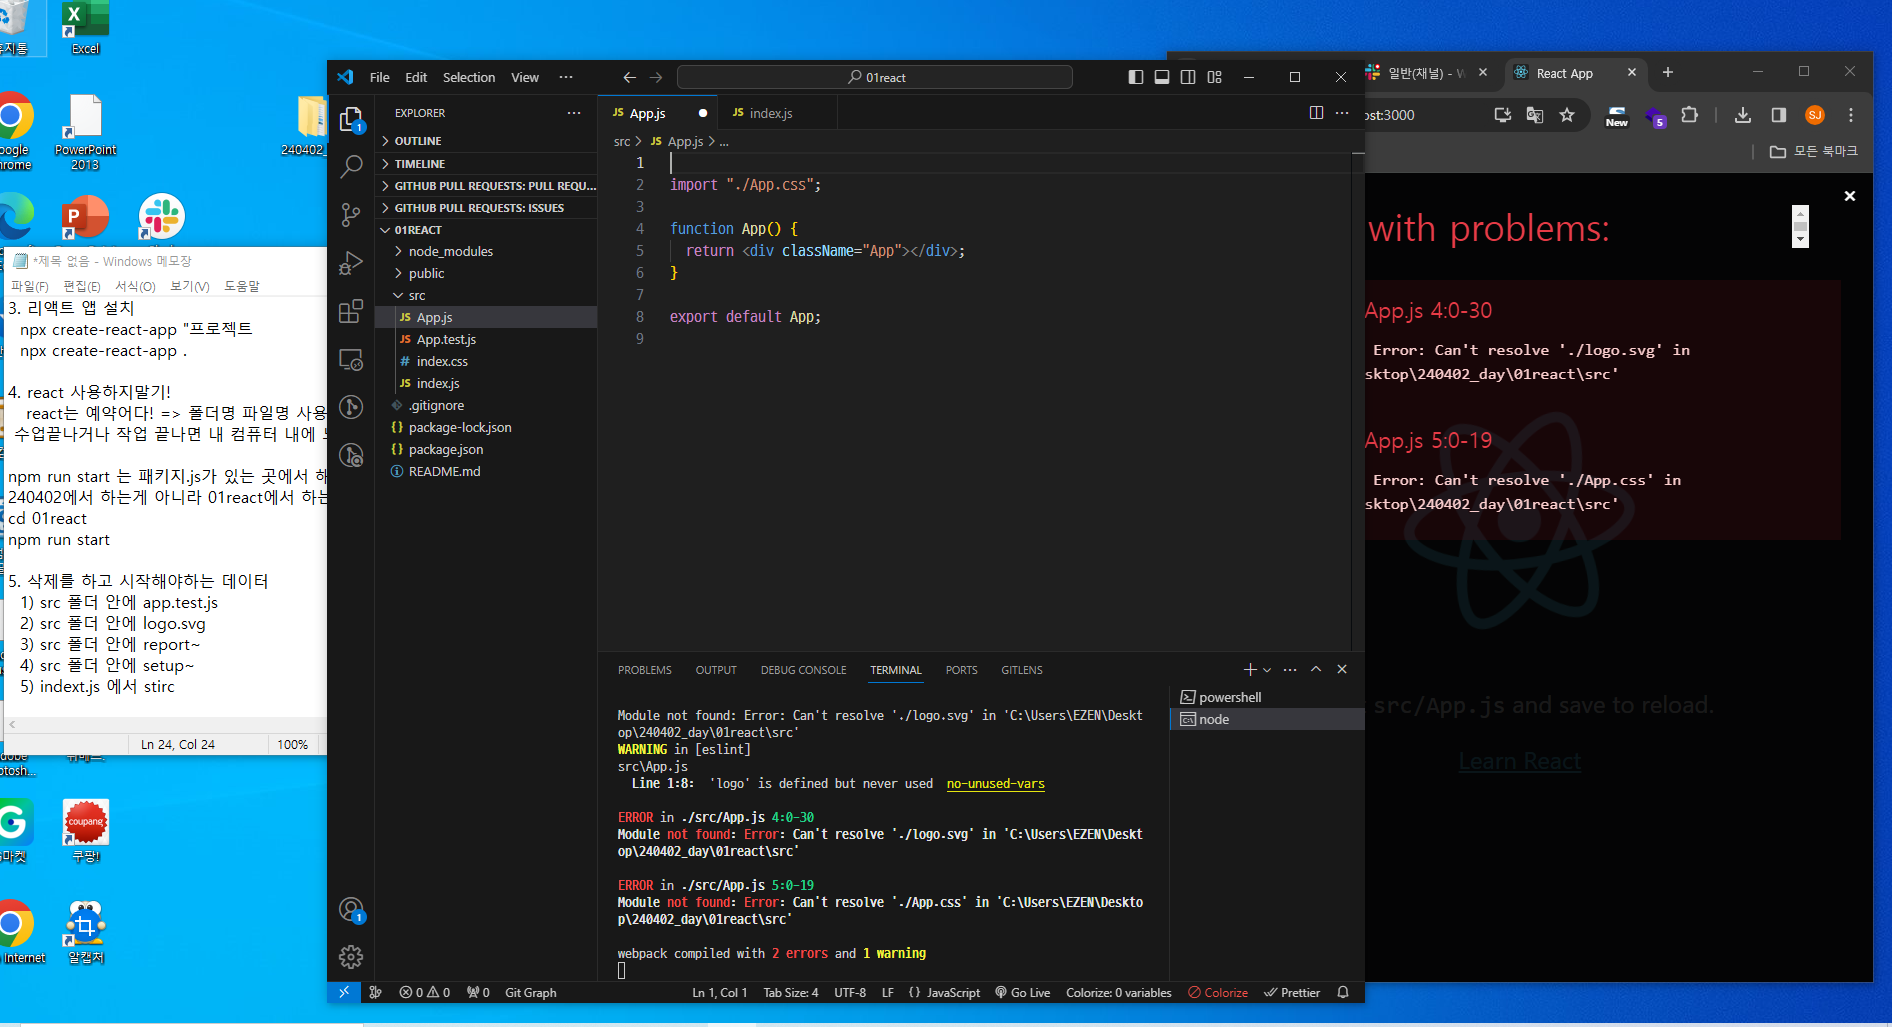 휴지통
Excel
PowerPoint
2013
240402_
*제목 없음 - Windows 메모장
파일(F) 편집(E) 서식(O) 보기(V) 도움말
3. 리액트 앱 설치
npx create-react-app "프로젝트
npx create-react-app .
4. react 사용하지말기!
react는 예약어다! => 폴더명 파일명 사용
수업끝나거나 작업 끝나면 내 컴퓨터 내에
npm run start 는 패키지.js가 있는 곳에서 해
240402에서 하는게 아니라 01react에서 하는
cd 01react
npm run start
5. 삭제를 하고 시작해야하는 데이터
1) src 폴더 안에 app.test.js
2) src 폴더 안에 logo.svg
3) src 폴더 안에 report~
4) src 폴더 안에 setup~
5) indext.js 에서 stirc
Ln 24, Col 24 100%
coupang
쿠팡!
Internet
알캡처
File Edit Selection View ···
01react
EXPLORER
OUTLINE
TIMELINE
GITHUB PULL REQUESTS: PULL REQU...
GITHUB PULL REQUESTS: ISSUES
01REACT
node_modules
public
src
JS App.js
JS App.test.js
# index.css
JS index.js
.gitignore
{} package-lock.json
{} package.json
README.md
JS App.js JS index.js
src > JS App.js > ...
1
2 import "./App.css";
3
4 function App() {
5 return <div className="App"></div>;
6 }
7
8 export default App;
9
PROBLEMS OUTPUT DEBUG CONSOLE TERMINAL PORTS GITLENS
powershell
node
Module not found: Error: Can't resolve './logo.svg' in 'C:\Users\EZEN\Deskt
op\240402_day\01react\src'
WARNING in [eslint]
src\App.js
Line 1:8: 'logo' is defined but never used no-unused-vars
ERROR in ./src/App.js 4:0-30
Module not found: Error: Can't resolve './logo.svg' in 'C:\Users\EZEN\Deskt
op\240402_day\01react\src'
ERROR in ./src/App.js 5:0-19
Module not found: Error: Can't resolve './App.css' in 'C:\Users\EZEN\Deskto
p\240402_day\01react\src'
webpack compiled with 2 errors and 1 warning
0 0 0 Git Graph Ln 1, Col 1 Tab Size: 4 UTF-8 LF {} JavaScript Go Live Colorize: 0 variables Colorize Prettier
일반(채널) - React App
ost:3000
New
5
SJ
모든 북마크
with problems:
App.js 4:0-30
Error: Can't resolve './logo.svg' in
sktop\240402_day\01react\src'
App.js 5:0-19
Error: Can't resolve './App.css' in
sktop\240402_day\01react\src'
src/App.js and save to reload.
Learn React